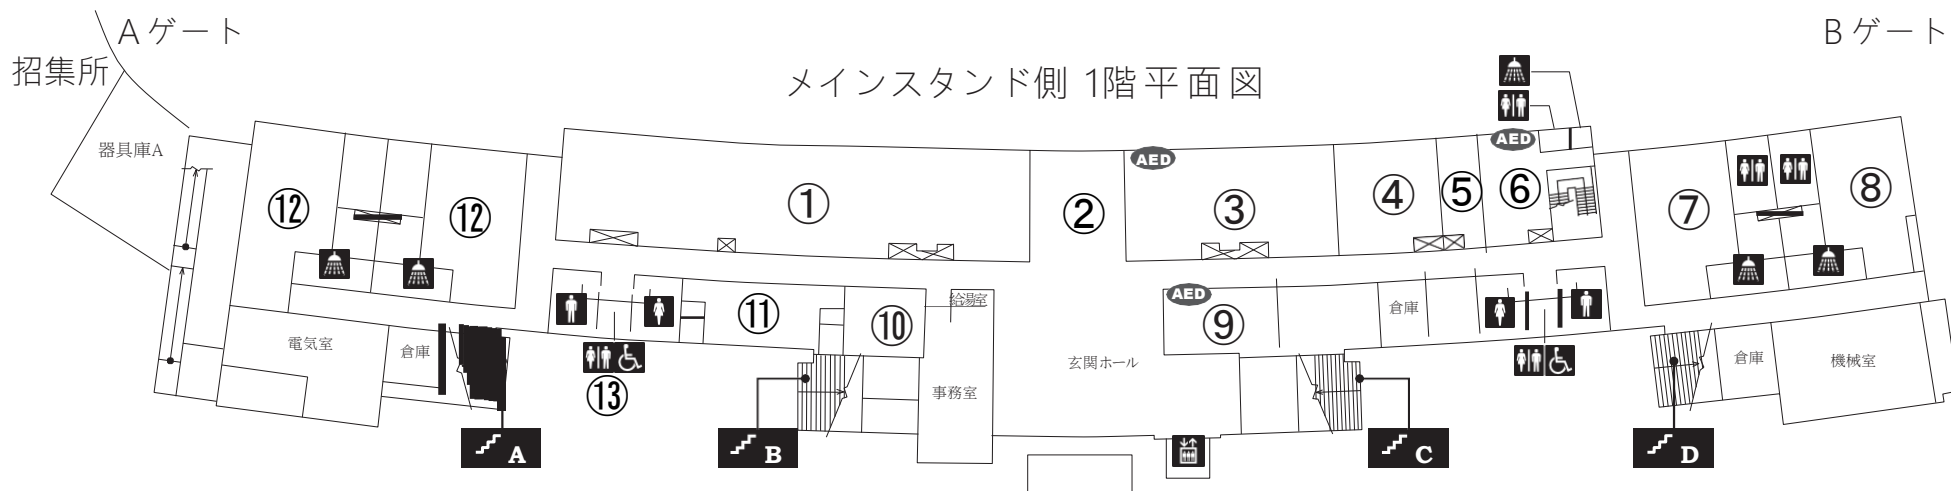 Aゲート
Bゲート
招集所
メインスタンド側 1階平面図
器具庫A
AED
AED
⑫
⑫
①
②
③
④
⑤
⑥
⑦
⑧
AED
給湯室
⑪
⑩
⑨
倉庫
電気室
倉庫
⑬
事務室
玄関ホール
倉庫
機械室
A
B
C
D